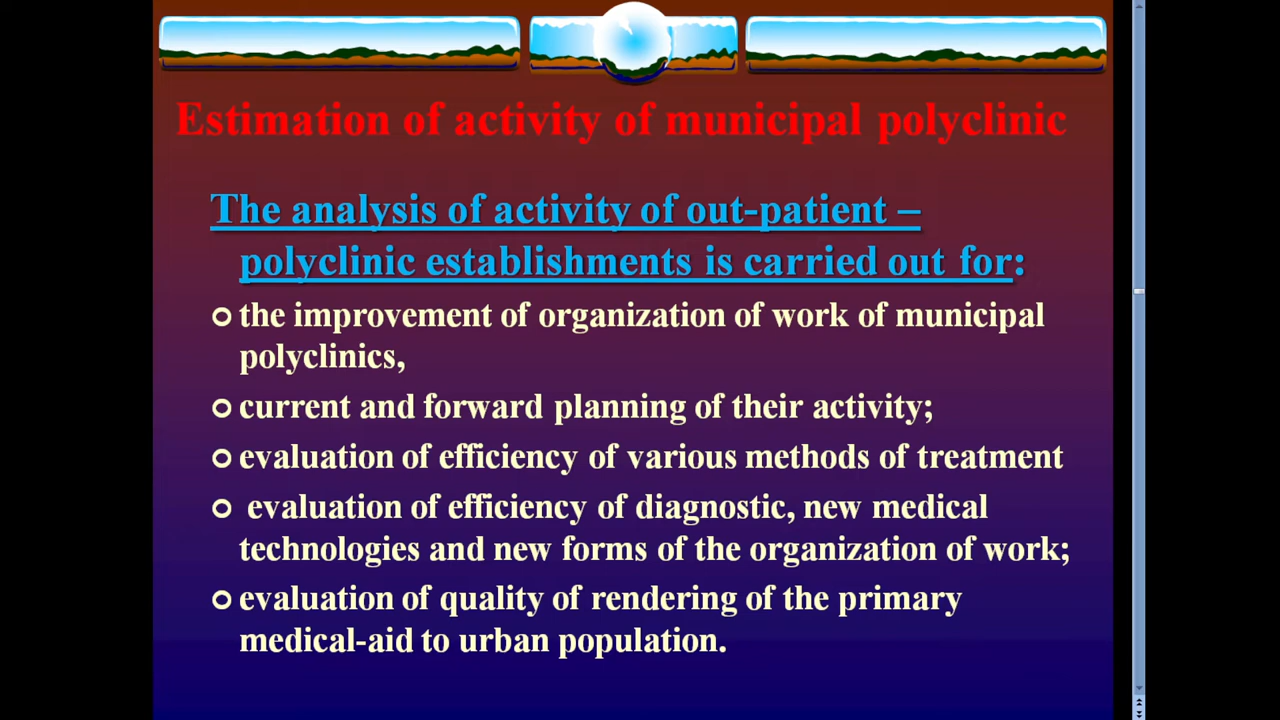 Estimation of activity of municipal polyclinic
The analysis of activity of out-patient –
polyclinic establishments is carried out for:
the improvement of organization of work of municipal
polyclinics,
current and forward planning of their activity;
evaluation of efficiency of various methods of treatment
evaluation of efficiency of diagnostic, new medical
technologies and new forms of the organization of work;
evaluation of quality of rendering of the primary
medical-aid to urban population.